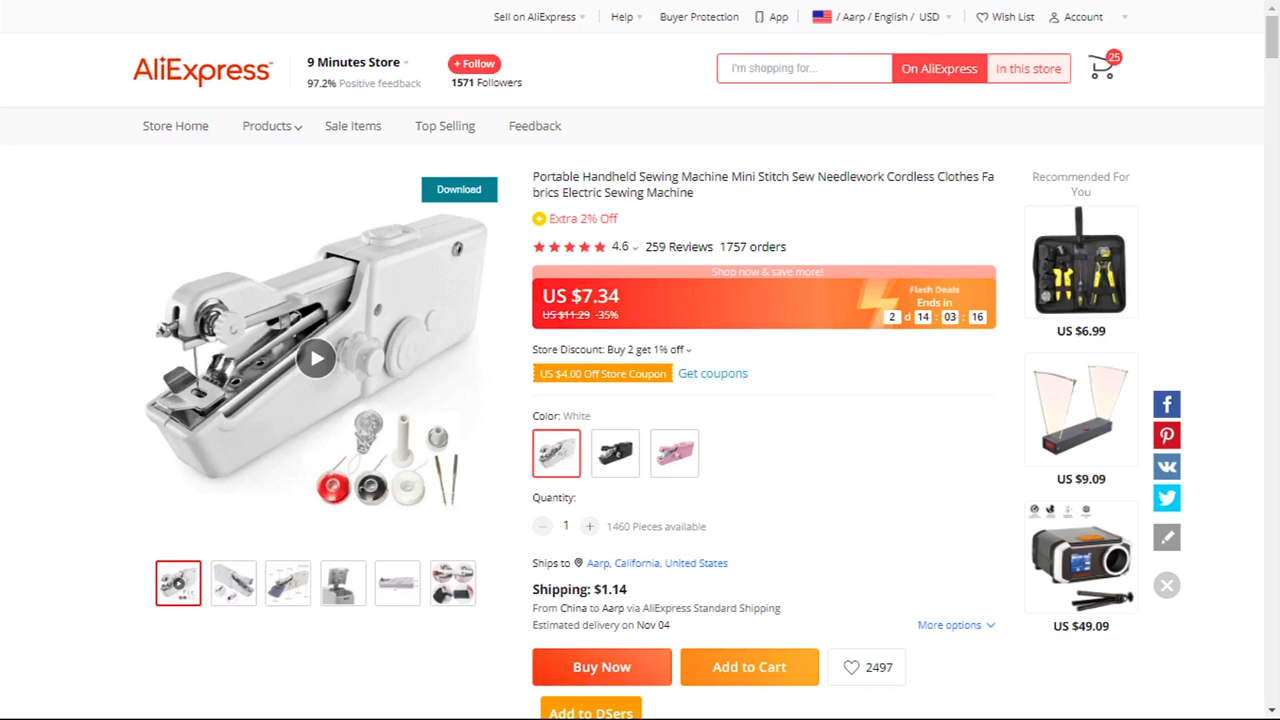 Sell on AliExpress
Help
Buyer Protection
App
/ Aarp / English / USD
Wish List
Account
AliExpress™
9 Minutes Store
97.2% Positive feedback
+ Follow
1571 Followers
I'm shopping for...
On AliExpress
In this store
25
Store Home
Products
Sale Items
Top Selling
Feedback
Download
Portable Handheld Sewing Machine Mini Stitch Sew Needlework Cordless Clothes Fa
brics Electric Sewing Machine
Extra 2% Off
4.6
259 Reviews
1757 orders
Shop now & save more!
US $7.34
US $11.29 -35%
Flash Deals
Ends in
2 d 14 : 03 : 16
Store Discount: Buy 2 get 1% off
US $4.00 Off Store Coupon
Get coupons
Color: White
Quantity:
− 1 +
1460 Pieces available
Ships to Aarp, California, United States
Shipping: $1.14
From China to Aarp via AliExpress Standard Shipping
Estimated delivery on Nov 04
More options
Buy Now
Add to Cart
2497
Add to DSers
Recommended For
You
US $6.99
US $9.09
US $49.09